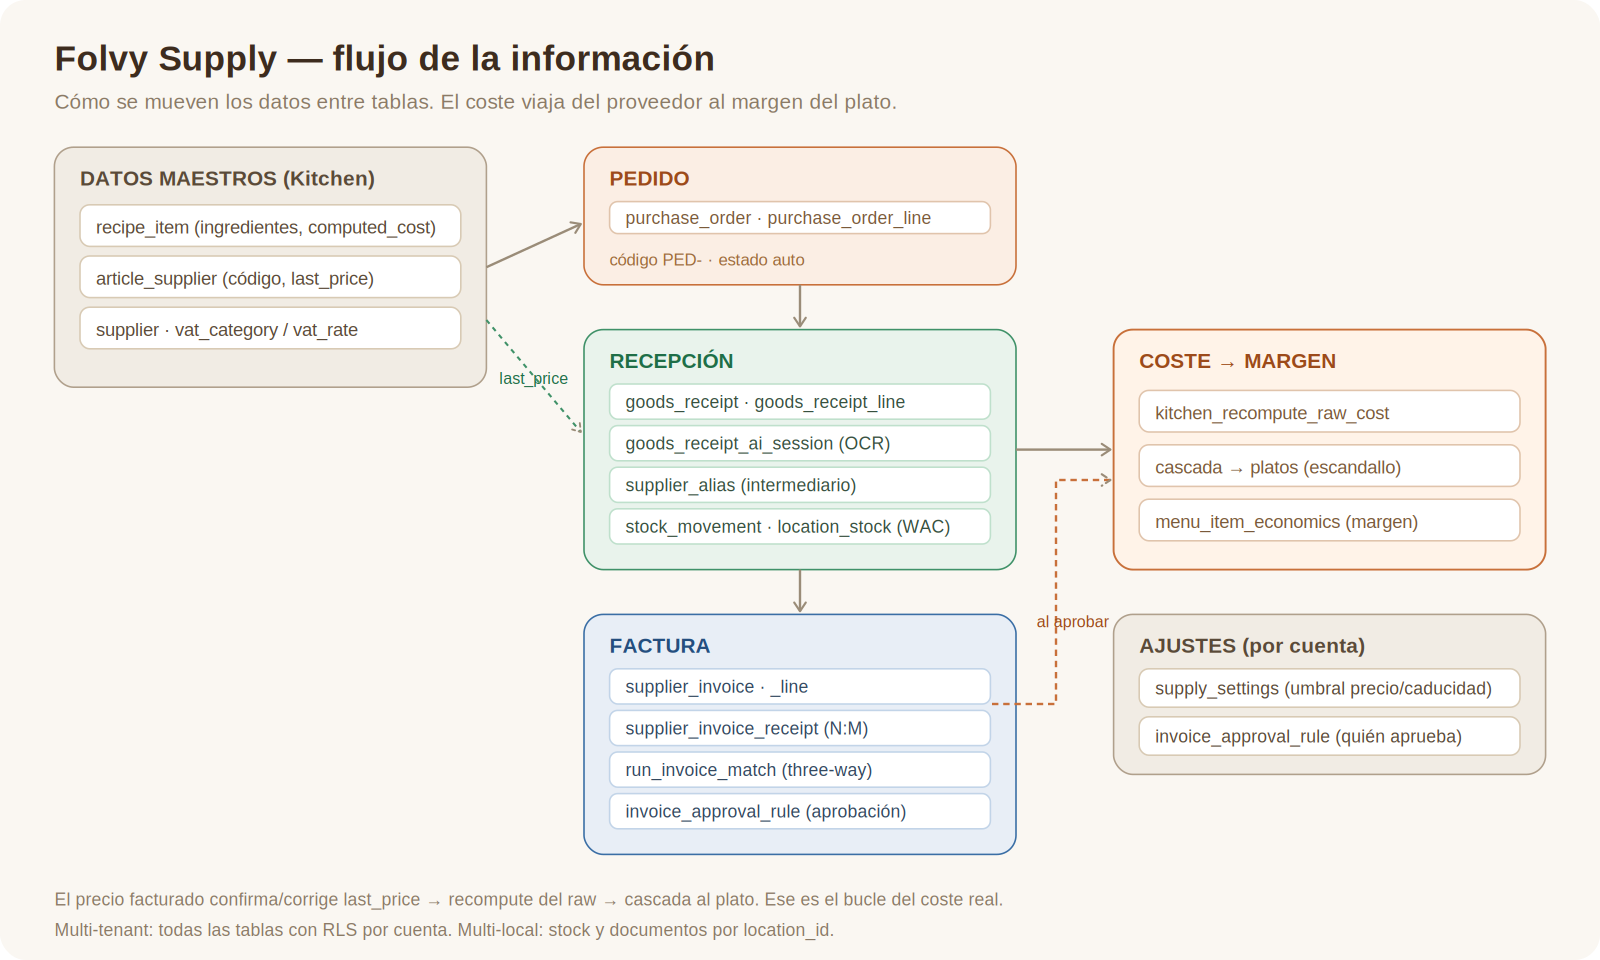 Folvy Supply — flujo de la información
Cómo se mueven los datos entre tablas. El coste viaja del proveedor al margen del plato.
DATOS MAESTROS (Kitchen)
recipe_item (ingredientes, computed_cost)
article_supplier (código, last_price)
supplier · vat_category / vat_rate
last_price
PEDIDO
purchase_order · purchase_order_line
código PED- · estado auto
RECEPCIÓN
goods_receipt · goods_receipt_line
goods_receipt_ai_session (OCR)
supplier_alias (intermediario)
stock_movement · location_stock (WAC)
COSTE → MARGEN
kitchen_recompute_raw_cost
cascada → platos (escandallo)
menu_item_economics (margen)
FACTURA
supplier_invoice · _line
supplier_invoice_receipt (N:M)
run_invoice_match (three-way)
invoice_approval_rule (aprobación)
al aprobar
AJUSTES (por cuenta)
supply_settings (umbral precio/caducidad)
invoice_approval_rule (quién aprueba)
El precio facturado confirma/corrige last_price → recompute del raw → cascada al plato. Ese es el bucle del coste real.
Multi-tenant: todas las tablas con RLS por cuenta. Multi-local: stock y documentos por location_id.